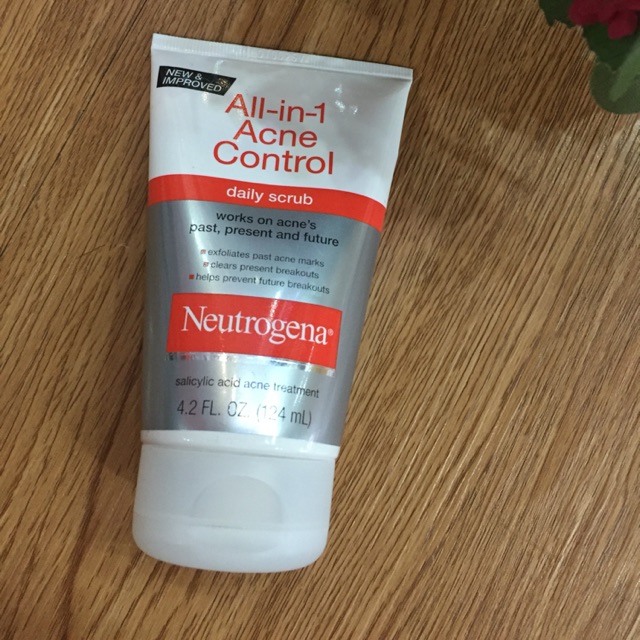 NEW &
IMPROVED
All-in-1
Acne
Control
daily scrub
works on acne's
past, present and future
exfoliates past acne marks
clears present breakouts
helps prevent future breakouts
Neutrogena®
salicylic acid acne treatment
4.2 FL. OZ. (124 mL)